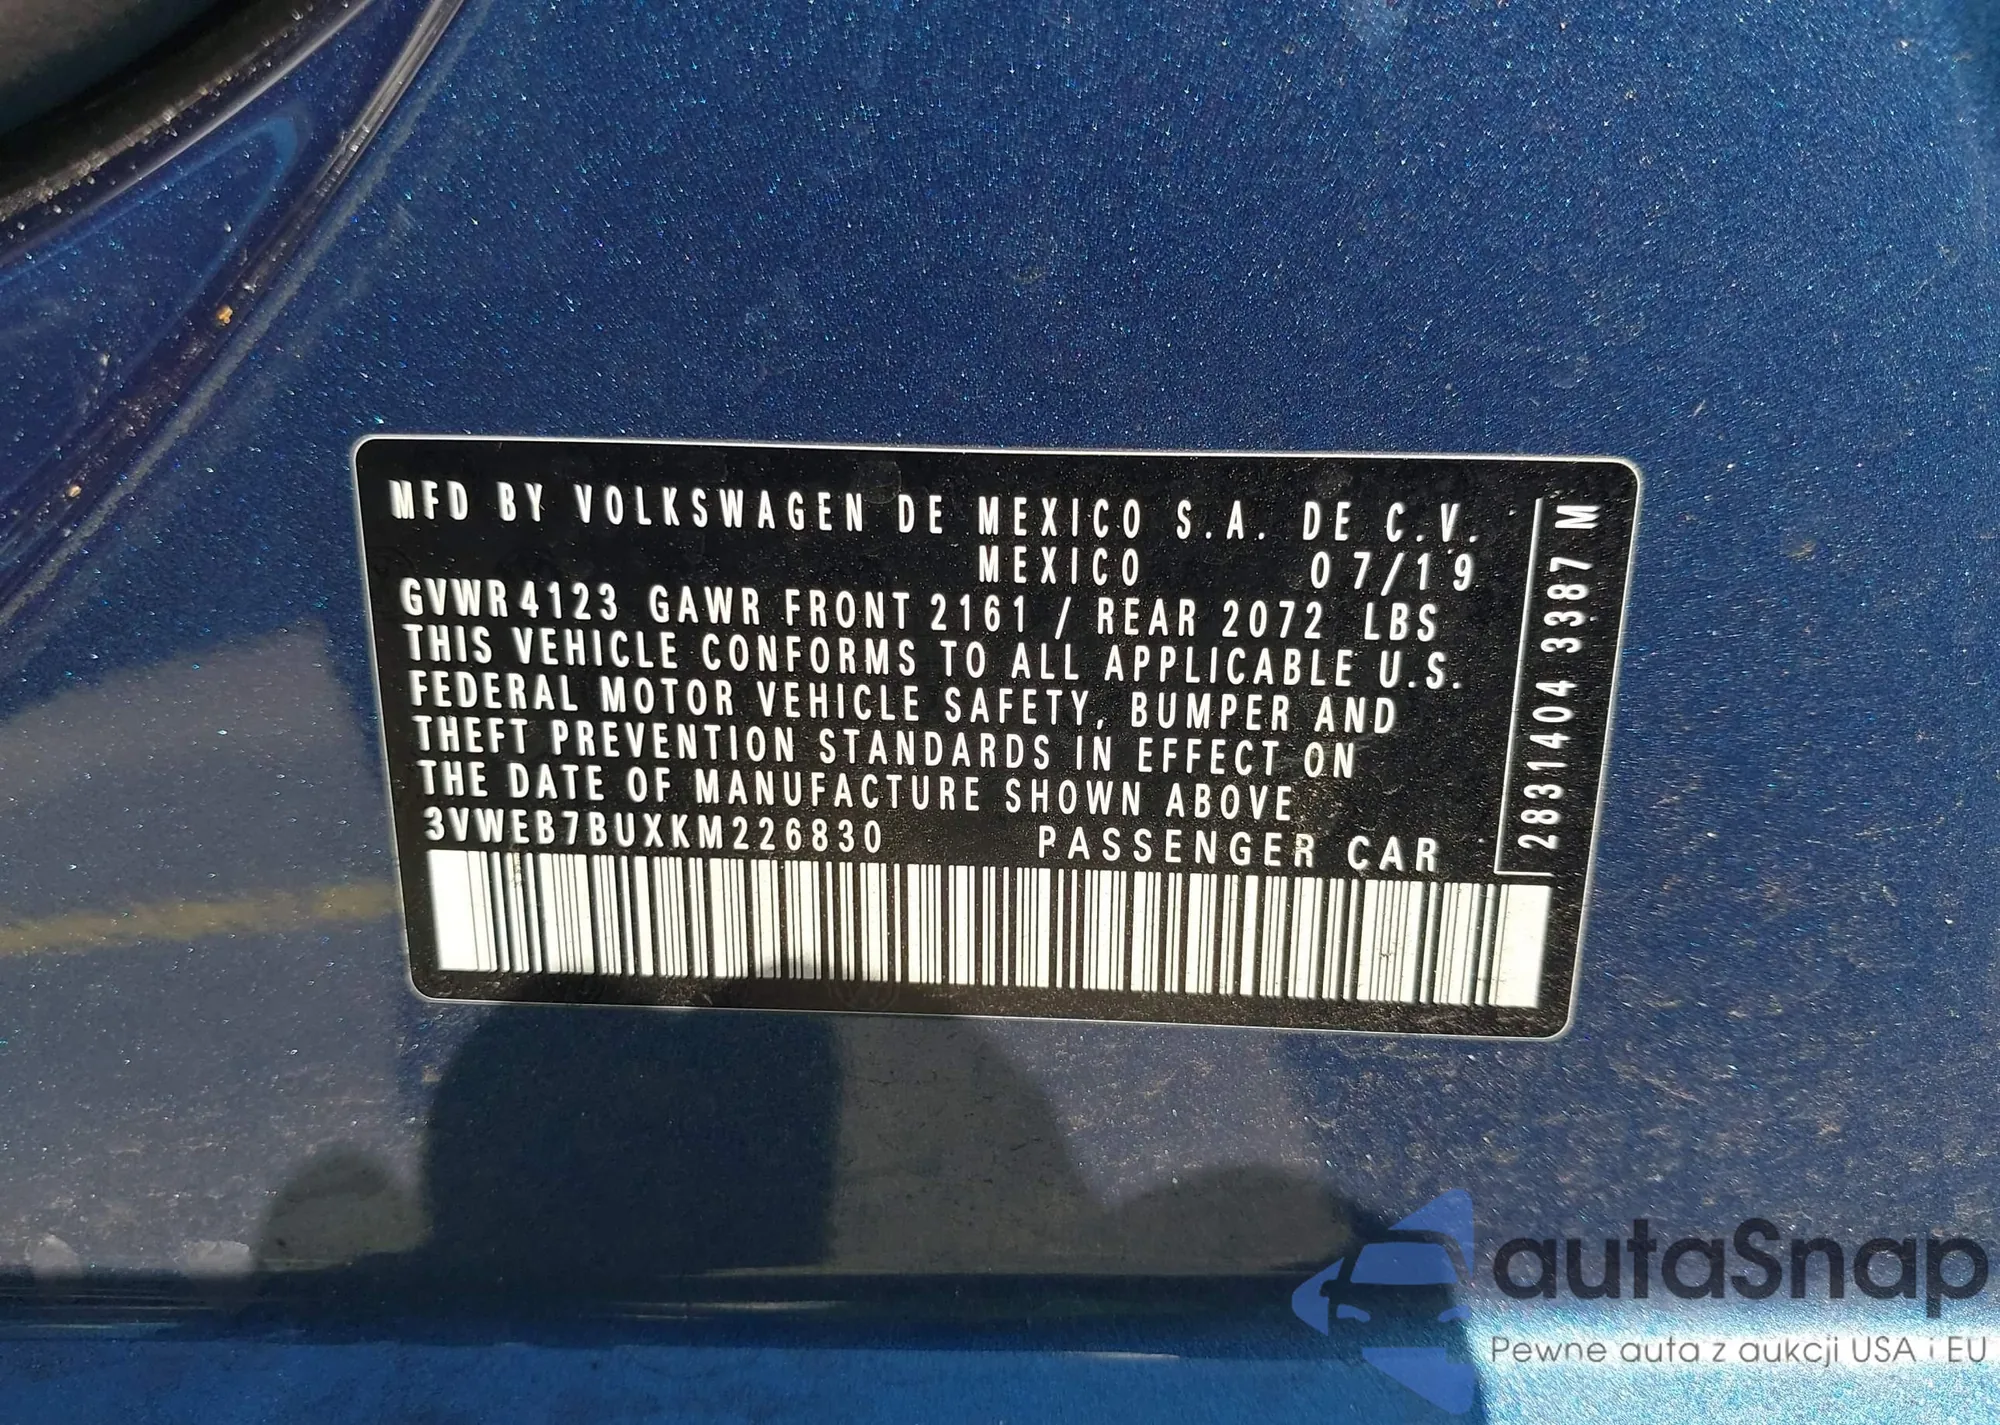 MFD BY VOLKSWAGEN DE MEXICO S.A. DE C.V.
MEXICO 07/19
GVWR 4123 GAWR FRONT 2161 / REAR 2072 LBS
THIS VEHICLE CONFORMS TO ALL APPLICABLE U.S.
FEDERAL MOTOR VEHICLE SAFETY, BUMPER AND
THEFT PREVENTION STANDARDS IN EFFECT ON
THE DATE OF MANUFACTURE SHOWN ABOVE
3VWEB7BUXKM226830 PASSENGER CAR
2831404 3387 M
autaSnap
Pewne auta z aukcji USA i EU